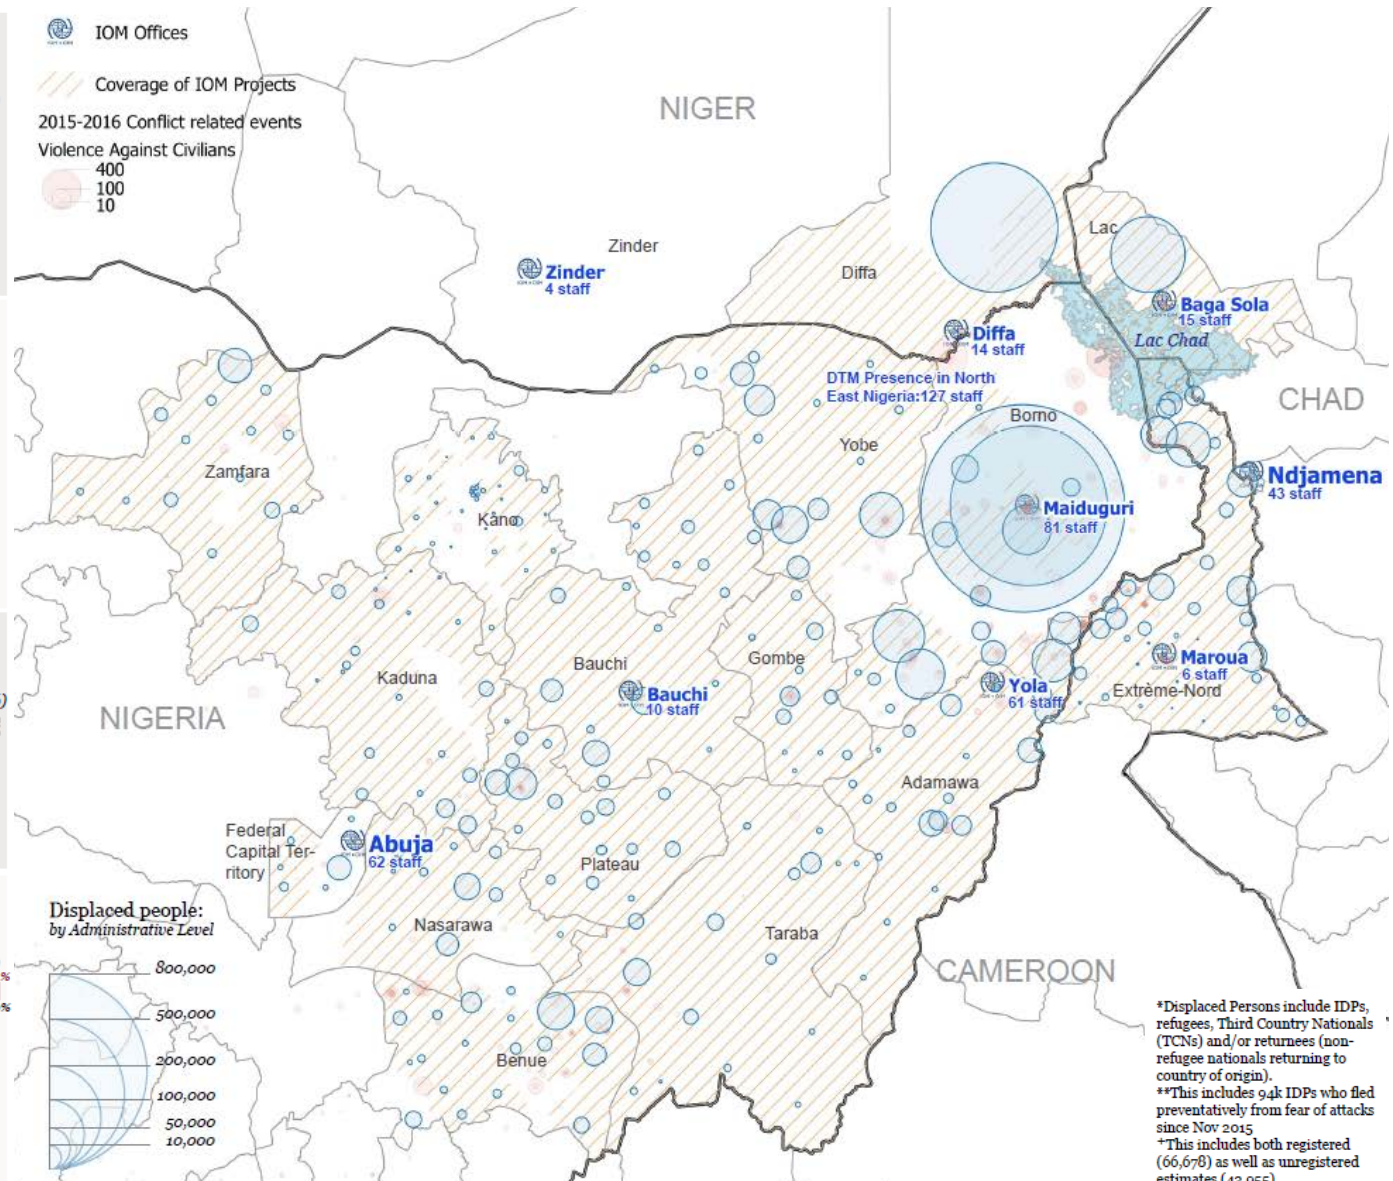 IOM Offices
Coverage of IOM Projects
2015-2016 Conflict related events
Violence Against Civilians
400
100
10
NIGER
Zinder
Zinder
4 staff
Diffa
Lac
Baga Sola
15 staff
Lac Chad
Diffa
14 staff
DTM Presence in North
East Nigeria:127 staff
CHAD
Borno
Yobe
Zamfara
Kano
Ndjamena
43 staff
Maiduguri
81 staff
Kaduna
Bauchi
Bauchi
10 staff
Gombe
Yola
61 staff
Maroua
6 staff
Extrème-Nord
NIGERIA
Adamawa
Federal
Capital Ter-
ritory
Abuja
62 staff
Plateau
Nasarawa
Taraba
CAMEROON
Benue
Displaced people:
by Administrative Level
800,000
500,000
200,000
100,000
50,000
10,000
*Displaced Persons include IDPs,
refugees, Third Country Nationals
(TCNs) and/or returnees (non-
refugee nationals returning to
country of origin).
**This includes 94k IDPs who fled
preventatively from fear of attacks
since Nov 2015
+This includes both registered
(66,678) as well as unregistered
estimates (43,955)